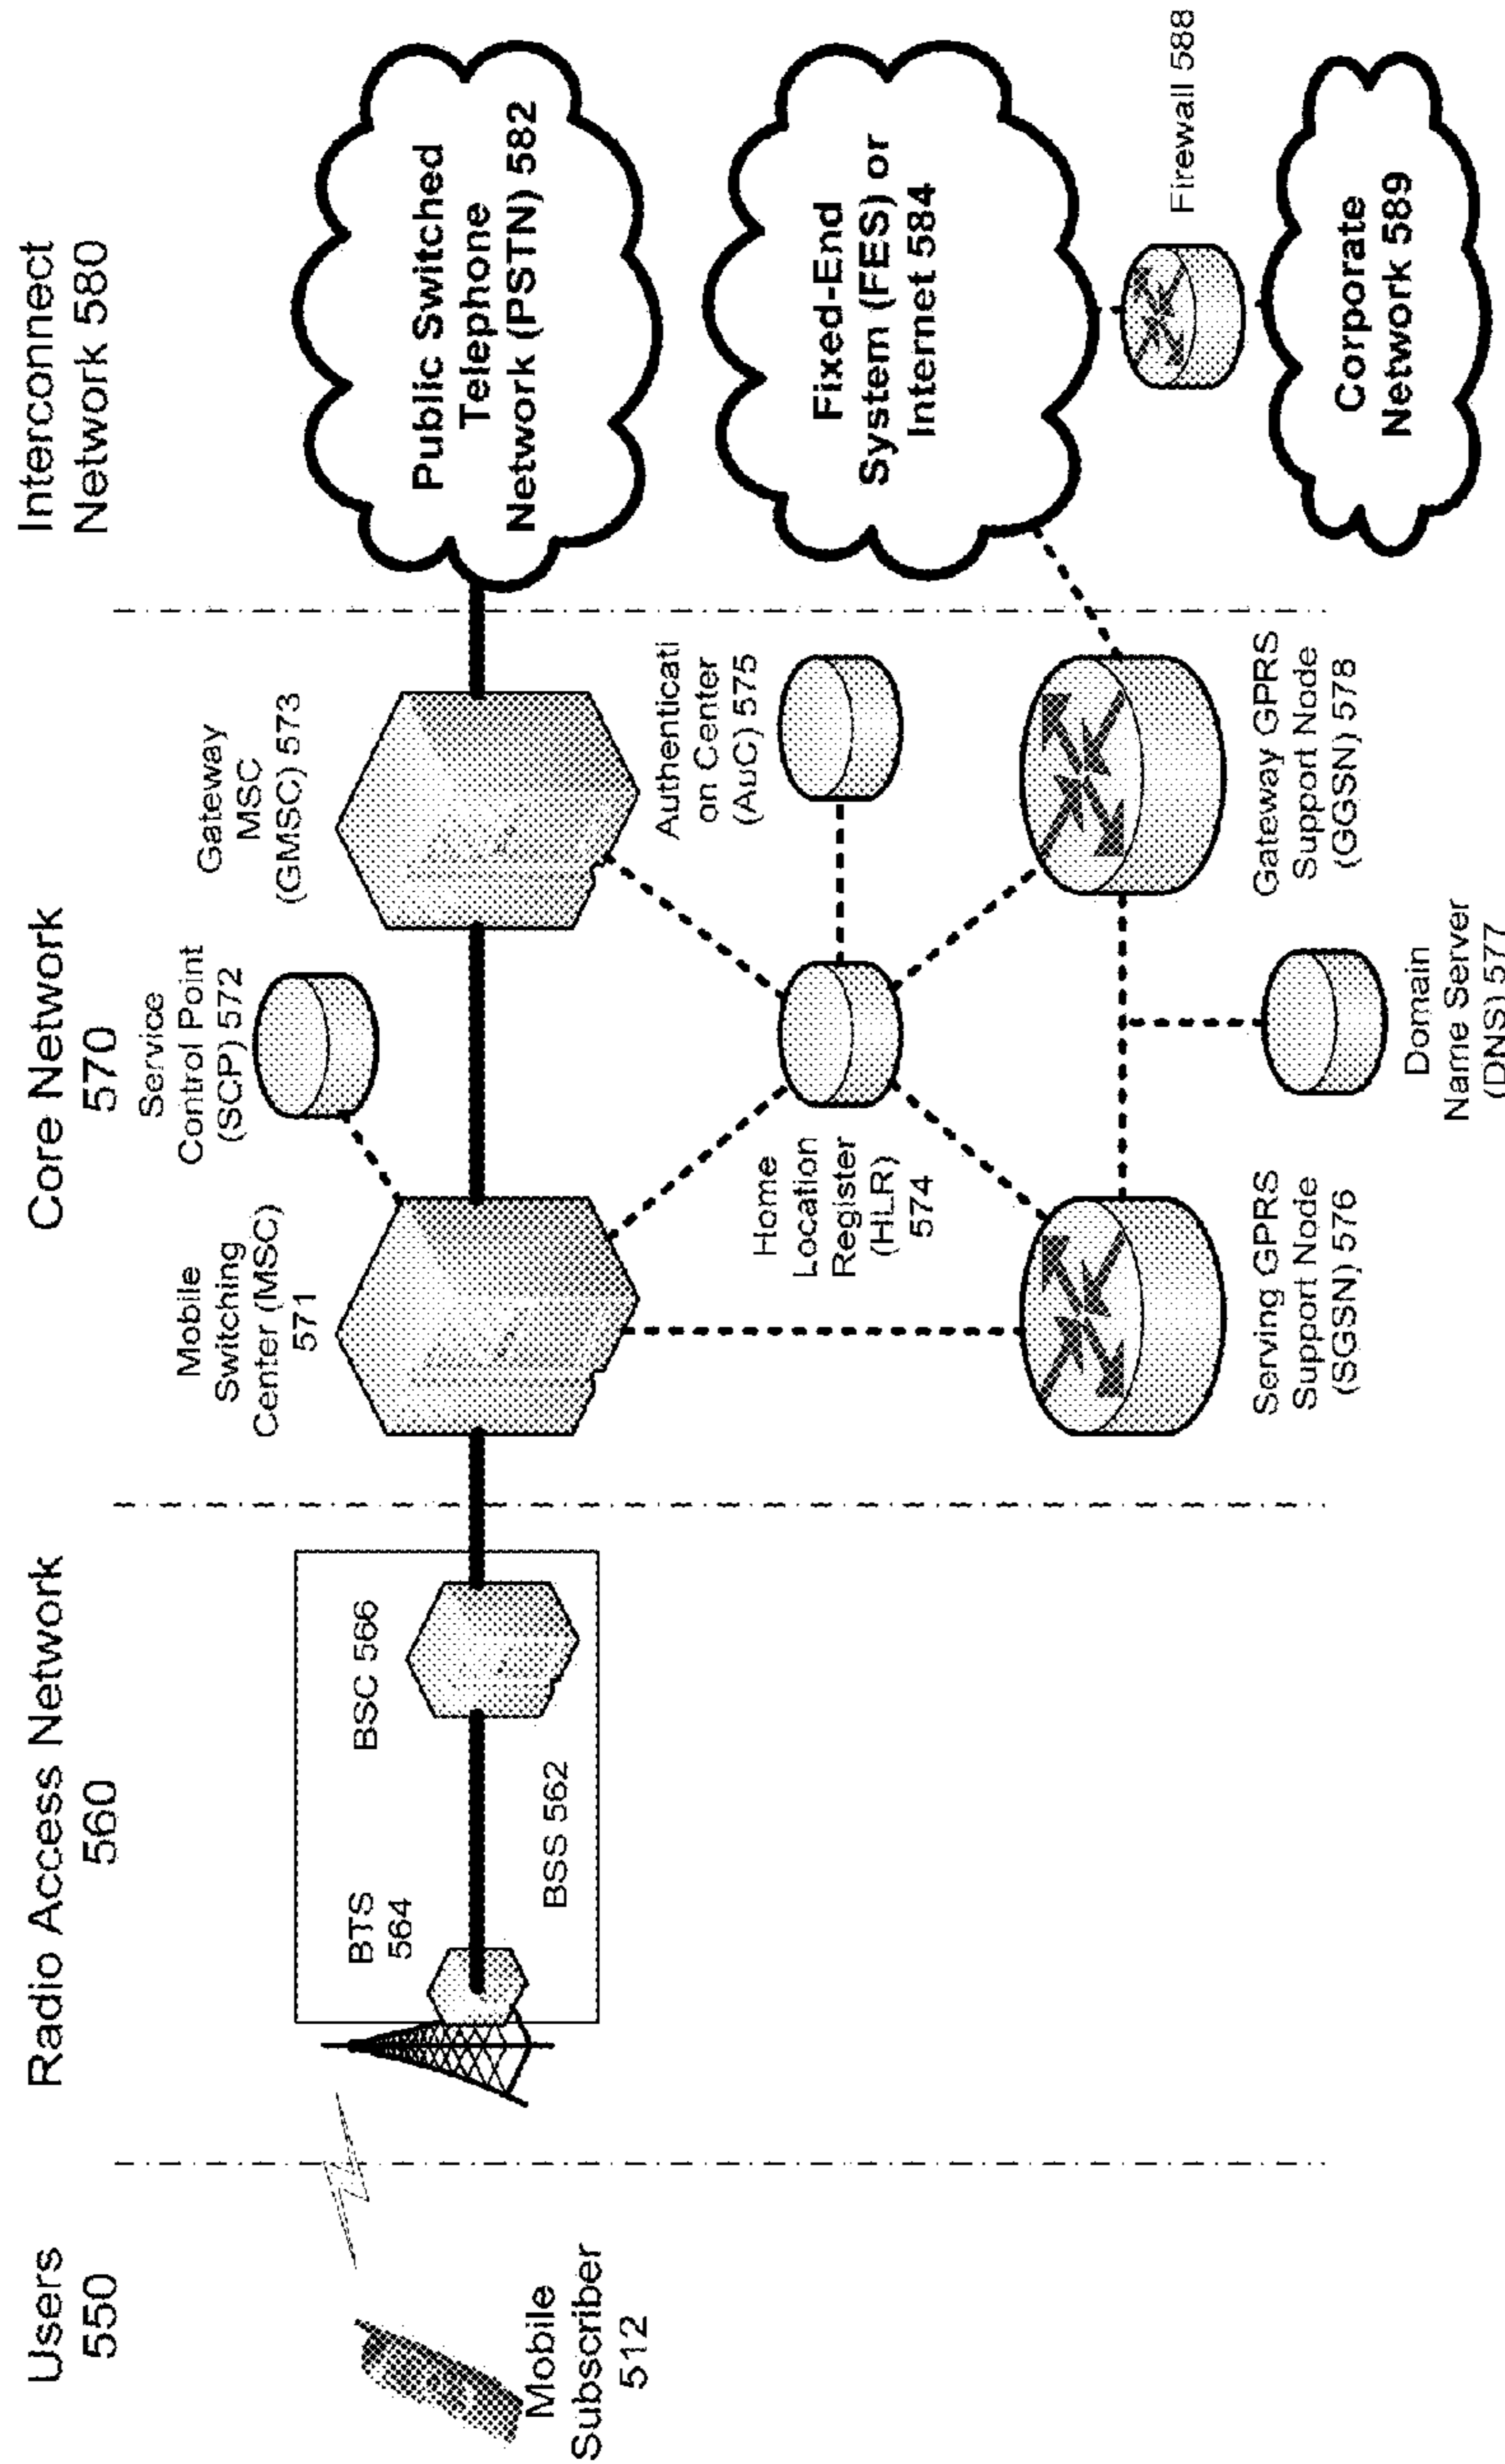 Users
550
Radio Access Network
560
Core Network
570
Interconnect
Network 580
Mobile
Subscriber
512
BTS
564
BSC 566
BSS 562
Mobile
Switching
Center (MSC)
571
Service
Control Point
(SCP) 572
Gateway
MSC
(GMSC) 573
Home
Location
Register
(HLR)
574
Authenticati
on Center
(AuC) 575
Serving GPRS
Support Node
(SGSN) 576
Domain
Name Server
(DNS) 577
Gateway GPRS
Support Node
(GGSN) 578
Public Switched
Telephone
Network (PSTN) 582
Fixed-End
System (FES) or
Internet 584
Firewall 588
Corporate
Network 589